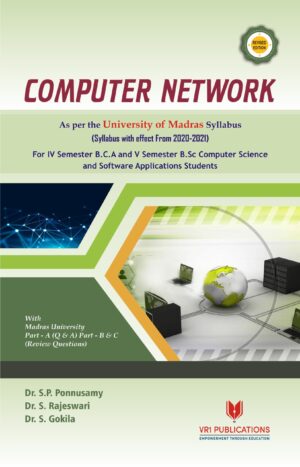 REVISED
EDITION
COMPUTER NETWORK
As per the University of Madras Syllabus
(Syllabus with effect From 2020-2021)
For IV Semester B.C.A and V Semester B.Sc Computer Science
and Software Applications Students
With
Madras University
Part - A (Q & A) Part - B & C
(Review Questions)
Dr. S.P. Ponnusamy
Dr. S. Rajeswari
Dr. S. Gokila
VRI PUBLICATIONS
EMPOWERMENT THROUGH EDUCATION